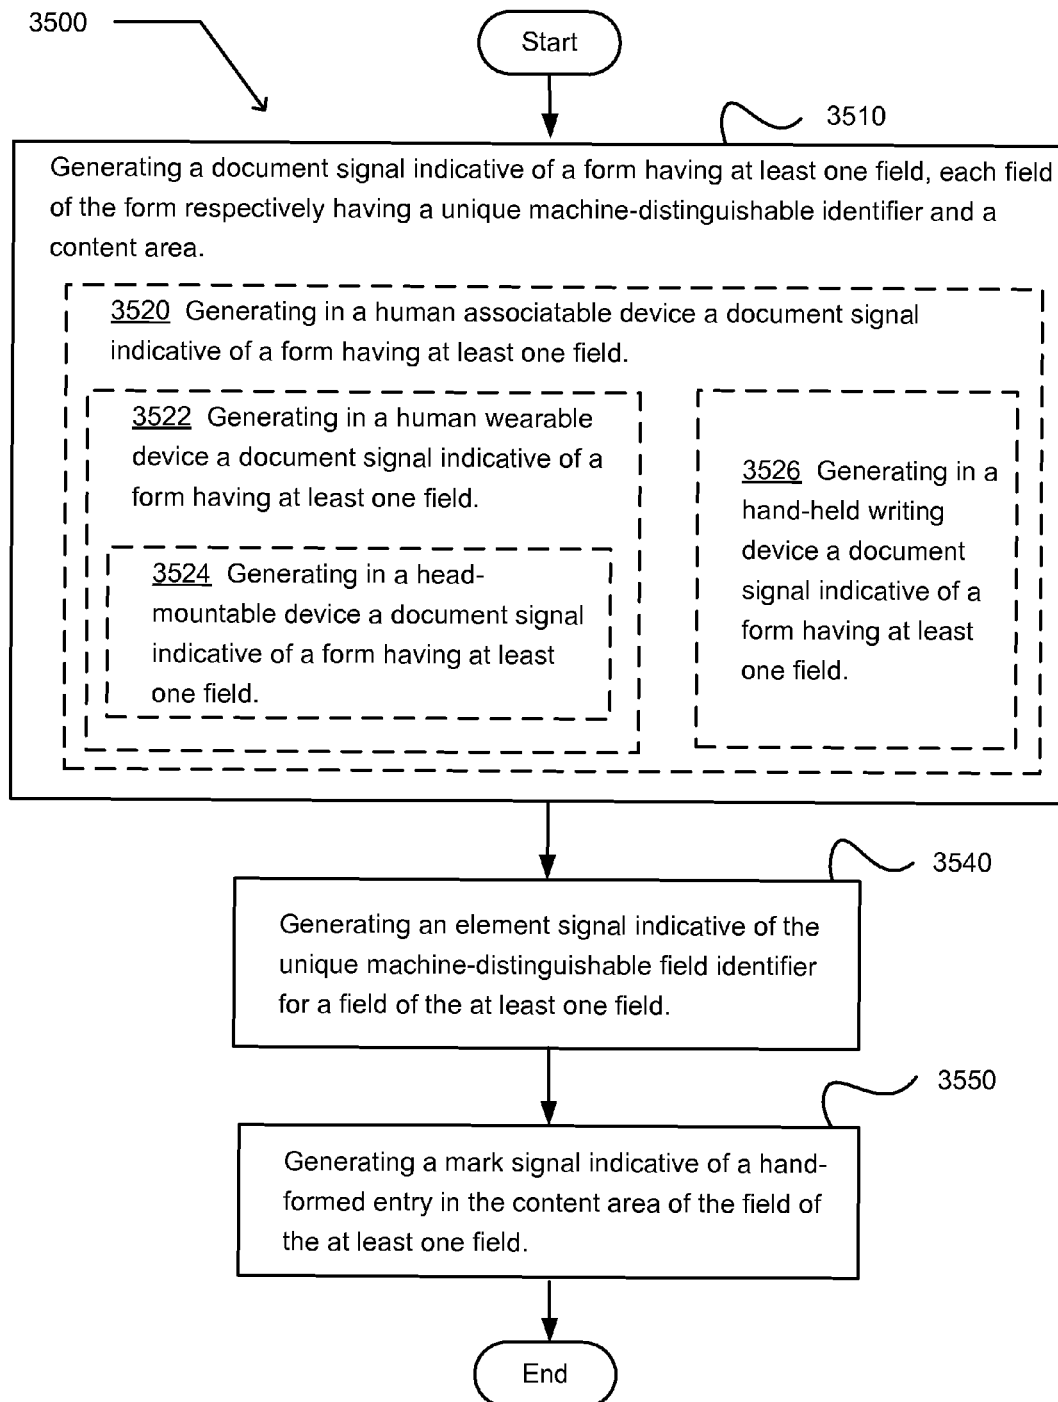 3500
Start
3510
Generating a document signal indicative of a form having at least one field, each field
of the form respectively having a unique machine-distinguishable identifier and a
content area.
3520 Generating in a human associatable device a document signal
indicative of a form having at least one field.
3522 Generating in a human wearable
device a document signal indicative of a
form having at least one field.
3524 Generating in a head-
mountable device a document signal
indicative of a form having at least
one field.
3526 Generating in a
hand-held writing
device a document
signal indicative of a
form having at least
one field.
3540
Generating an element signal indicative of the
unique machine-distinguishable field identifier
for a field of the at least one field.
3550
Generating a mark signal indicative of a hand-
formed entry in the content area of the field of
the at least one field.
End